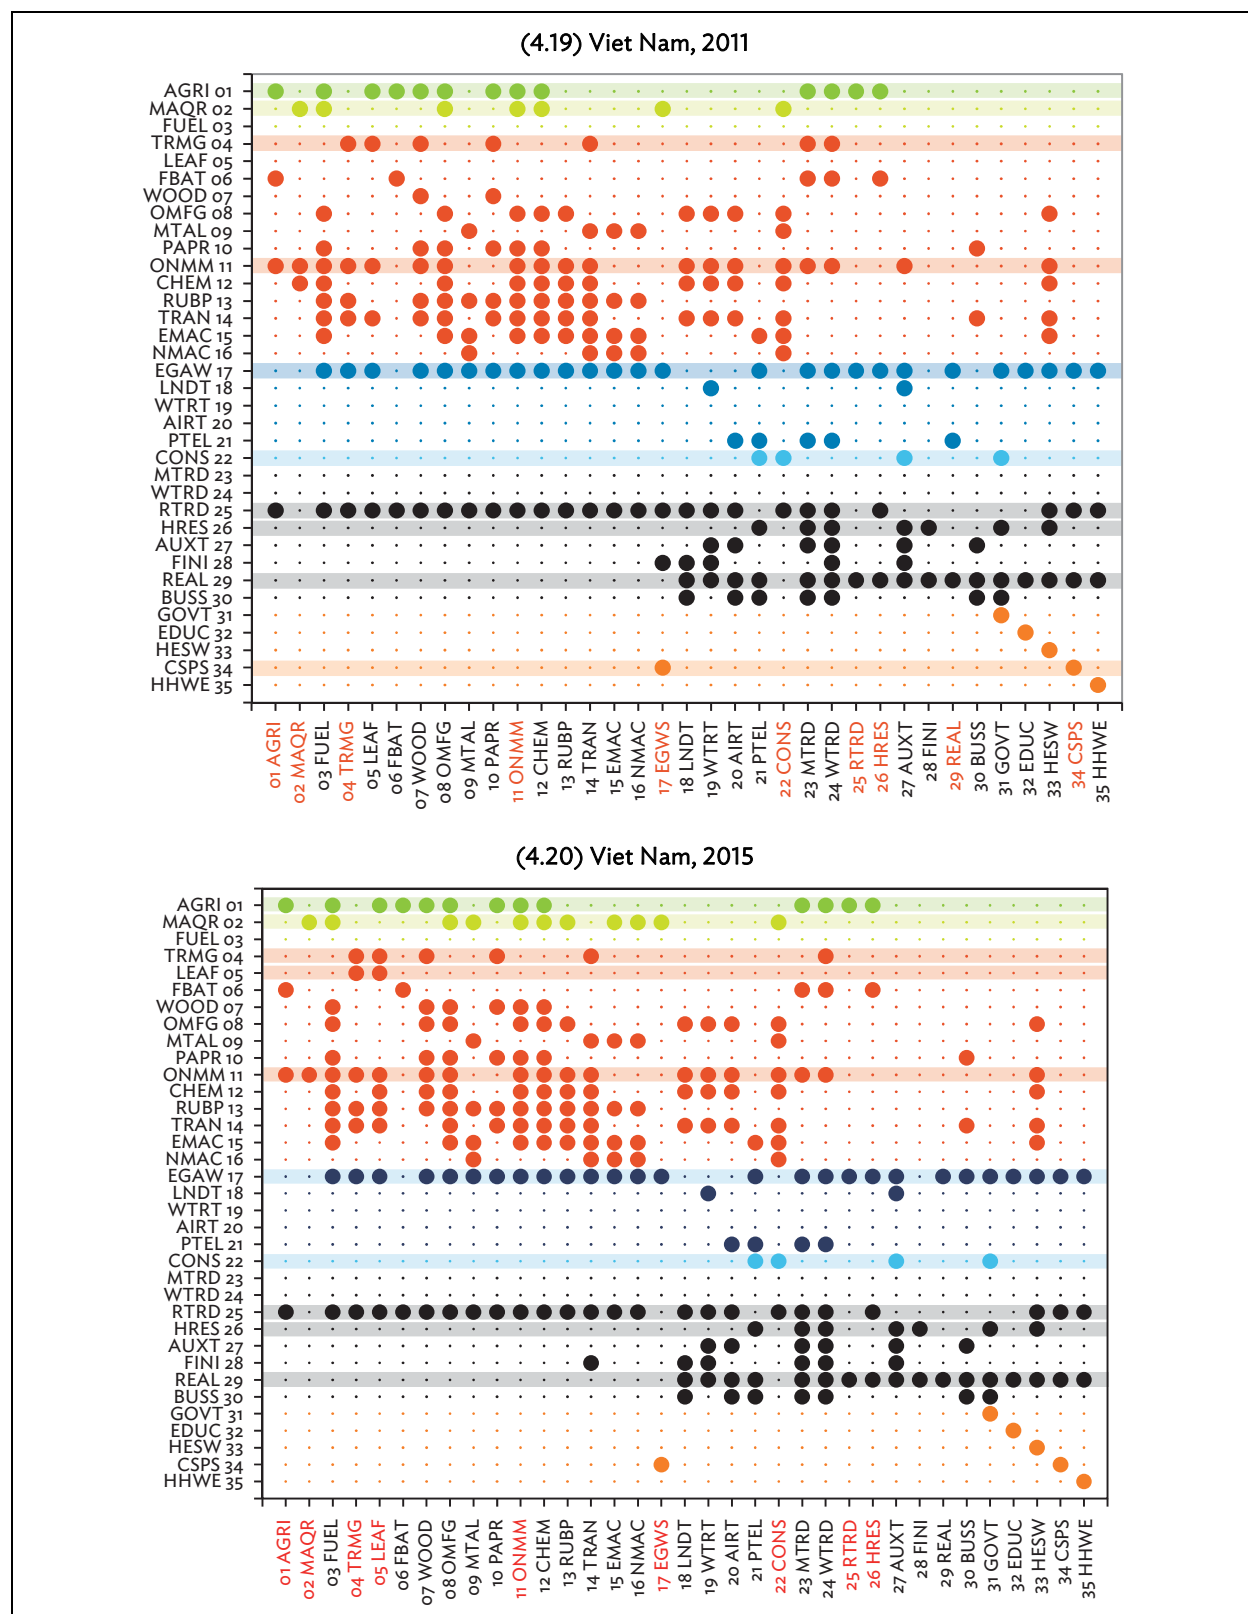 (4.19) Viet Nam, 2011
AGRI 01
MAQR 02
FUEL 03
TRMG 04
LEAF 05
FBAT 06
WOOD 07
OMFG 08
MTAL 09
PAPR 10
ONMM 11
CHEM 12
RUBP 13
TRAN 14
EMAC 15
NMAC 16
EGAW 17
LNDT 18
WTRT 19
AIRT 20
PTEL 21
CONS 22
MTRD 23
WTRD 24
RTRD 25
HRES 26
AUXT 27
FINI 28
REAL 29
BUSS 30
GOVT 31
EDUC 32
HESW 33
CSPS 34
HHWE 35
01 AGRI
02 MAQR
03 FUEL
04 TRMG
05 LEAF
06 FBAT
07 WOOD
08 OMFG
09 MTAL
10 PAPR
11 ONMM
12 CHEM
13 RUBP
14 TRAN
15 EMAC
16 NMAC
17 EGWS
18 LNDT
19 WTRT
20 AIRT
21 PTEL
22 CONS
23 MTRD
24 WTRD
25 RTRD
26 HRES
27 AUXT
28 FINI
29 REAL
30 BUSS
31 GOVT
32 EDUC
33 HESW
34 CSPS
35 HHWE
(4.20) Viet Nam, 2015
AGRI 01
MAQR 02
FUEL 03
TRMG 04
LEAF 05
FBAT 06
WOOD 07
OMFG 08
MTAL 09
PAPR 10
ONMM 11
CHEM 12
RUBP 13
TRAN 14
EMAC 15
NMAC 16
EGAW 17
LNDT 18
WTRT 19
AIRT 20
PTEL 21
CONS 22
MTRD 23
WTRD 24
RTRD 25
HRES 26
AUXT 27
FINI 28
REAL 29
BUSS 30
GOVT 31
EDUC 32
HESW 33
CSPS 34
HHWE 35
01 AGRI
02 MAQR
03 FUEL
04 TRMG
05 LEAF
06 FBAT
07 WOOD
08 OMFG
09 MTAL
10 PAPR
11 ONMM
12 CHEM
13 RUBP
14 TRAN
15 EMAC
16 NMAC
17 EGWS
18 LNDT
19 WTRT
20 AIRT
21 PTEL
22 CONS
23 MTRD
24 WTRD
25 RTRD
26 HRES
27 AUXT
28 FINI
29 REAL
30 BUSS
31 GOVT
32 EDUC
33 HESW
34 CSPS
35 HHWE